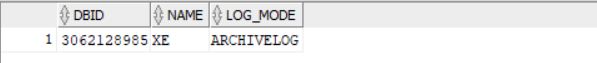 DBID NAME LOG_MODE
1 3062128985 XE ARCHIVELOG